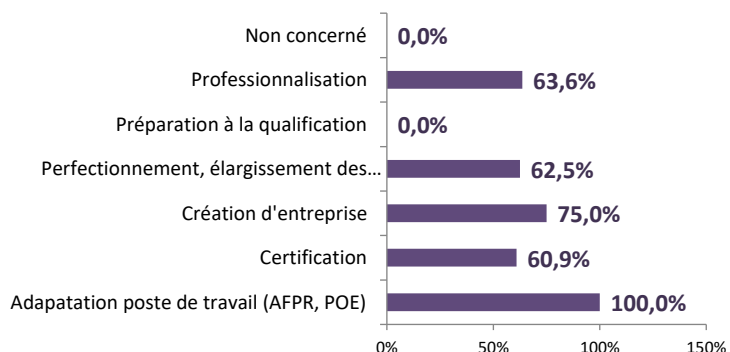 Non concerné 0,0%
Professionnalisation 63,6%
Préparation à la qualification 0,0%
Perfectionnement, élargissement des… 62,5%
Création d'entreprise 75,0%
Certification 60,9%
Adapatation poste de travail (AFPR, POE) 100,0%
0% 50% 100% 150%